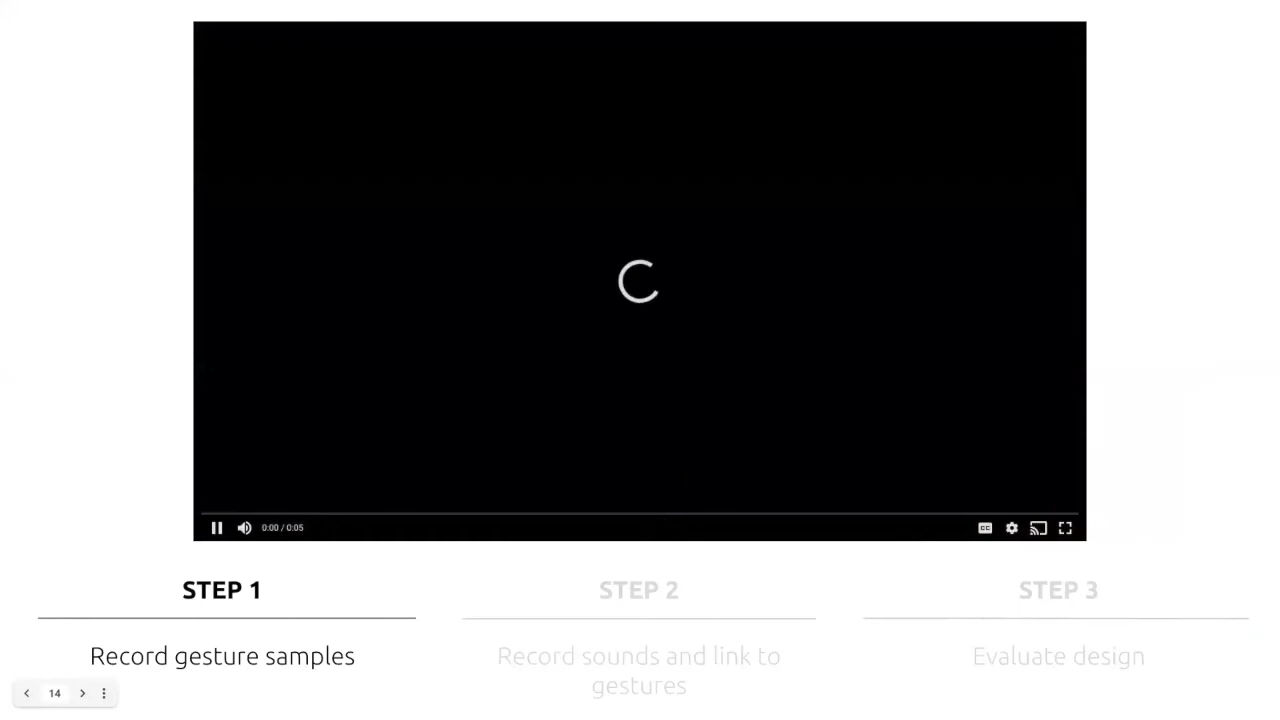 0:00 / 0:05
CC
STEP 1
STEP 2
STEP 3
Record gesture samples
Record sounds and link to
gestures
Evaluate design
14